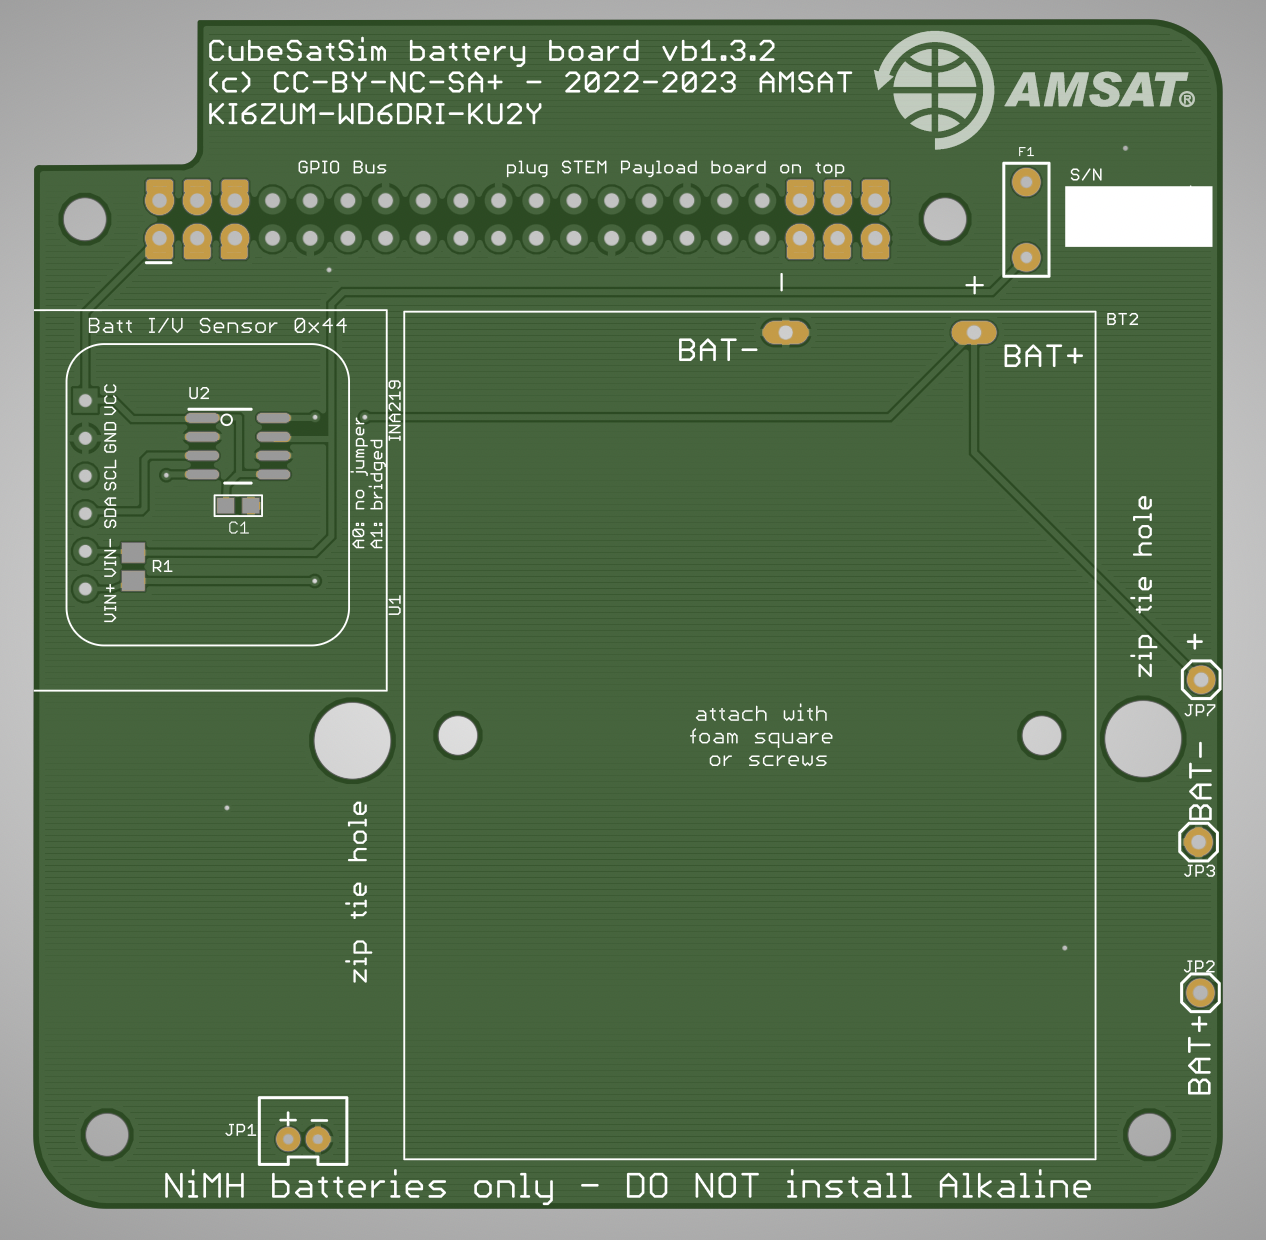 CubeSatSim battery board vb1.3.2
(c) CC-BY-NC-SA+ - 2022-2023 AMSAT
KI6ZUM-WD6DRI-KU2Y
AMSAT®
GPIO Bus
plug STEM Payload board on top
F1
S/N
-
+
Batt I/V Sensor 0x44
BT2
BAT-
BAT+
U2
VCC
GND
SCL
SDA
VIN-
VIN+
INA219
A0: no jumper
A1: bridged
C1
R1
U1
zip tie hole
+
JP7
attach with
foam square
or screws
BAT-
JP3
zip tie hole
JP2
BAT+
JP1
+ -
NiMH batteries only - DO NOT install Alkaline